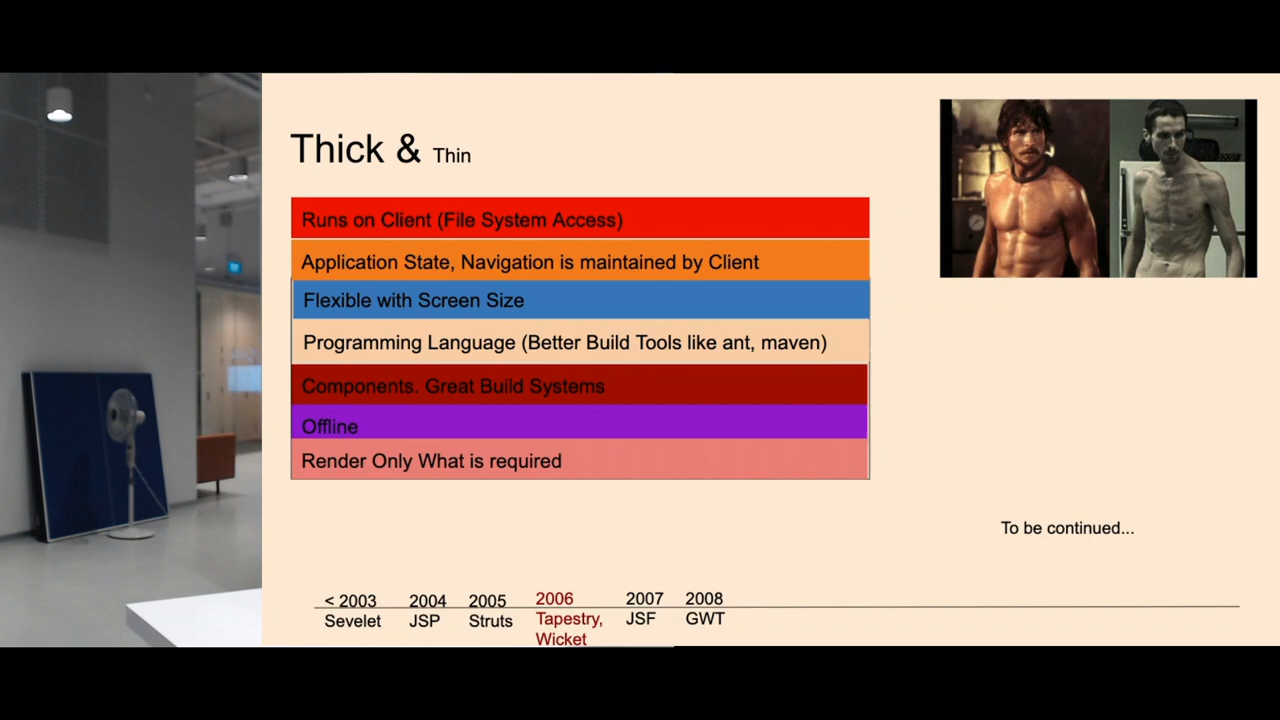 Thick & Thin
Runs on Client (File System Access)
Application State, Navigation is maintained by Client
Flexible with Screen Size
Programming Language (Better Build Tools like ant, maven)
Components. Great Build Systems
Offline
Render Only What is required
To be continued...
< 2003 2004 2005 2006 2007 2008
Sevelet JSP Struts Tapestry, JSF GWT
Wicket